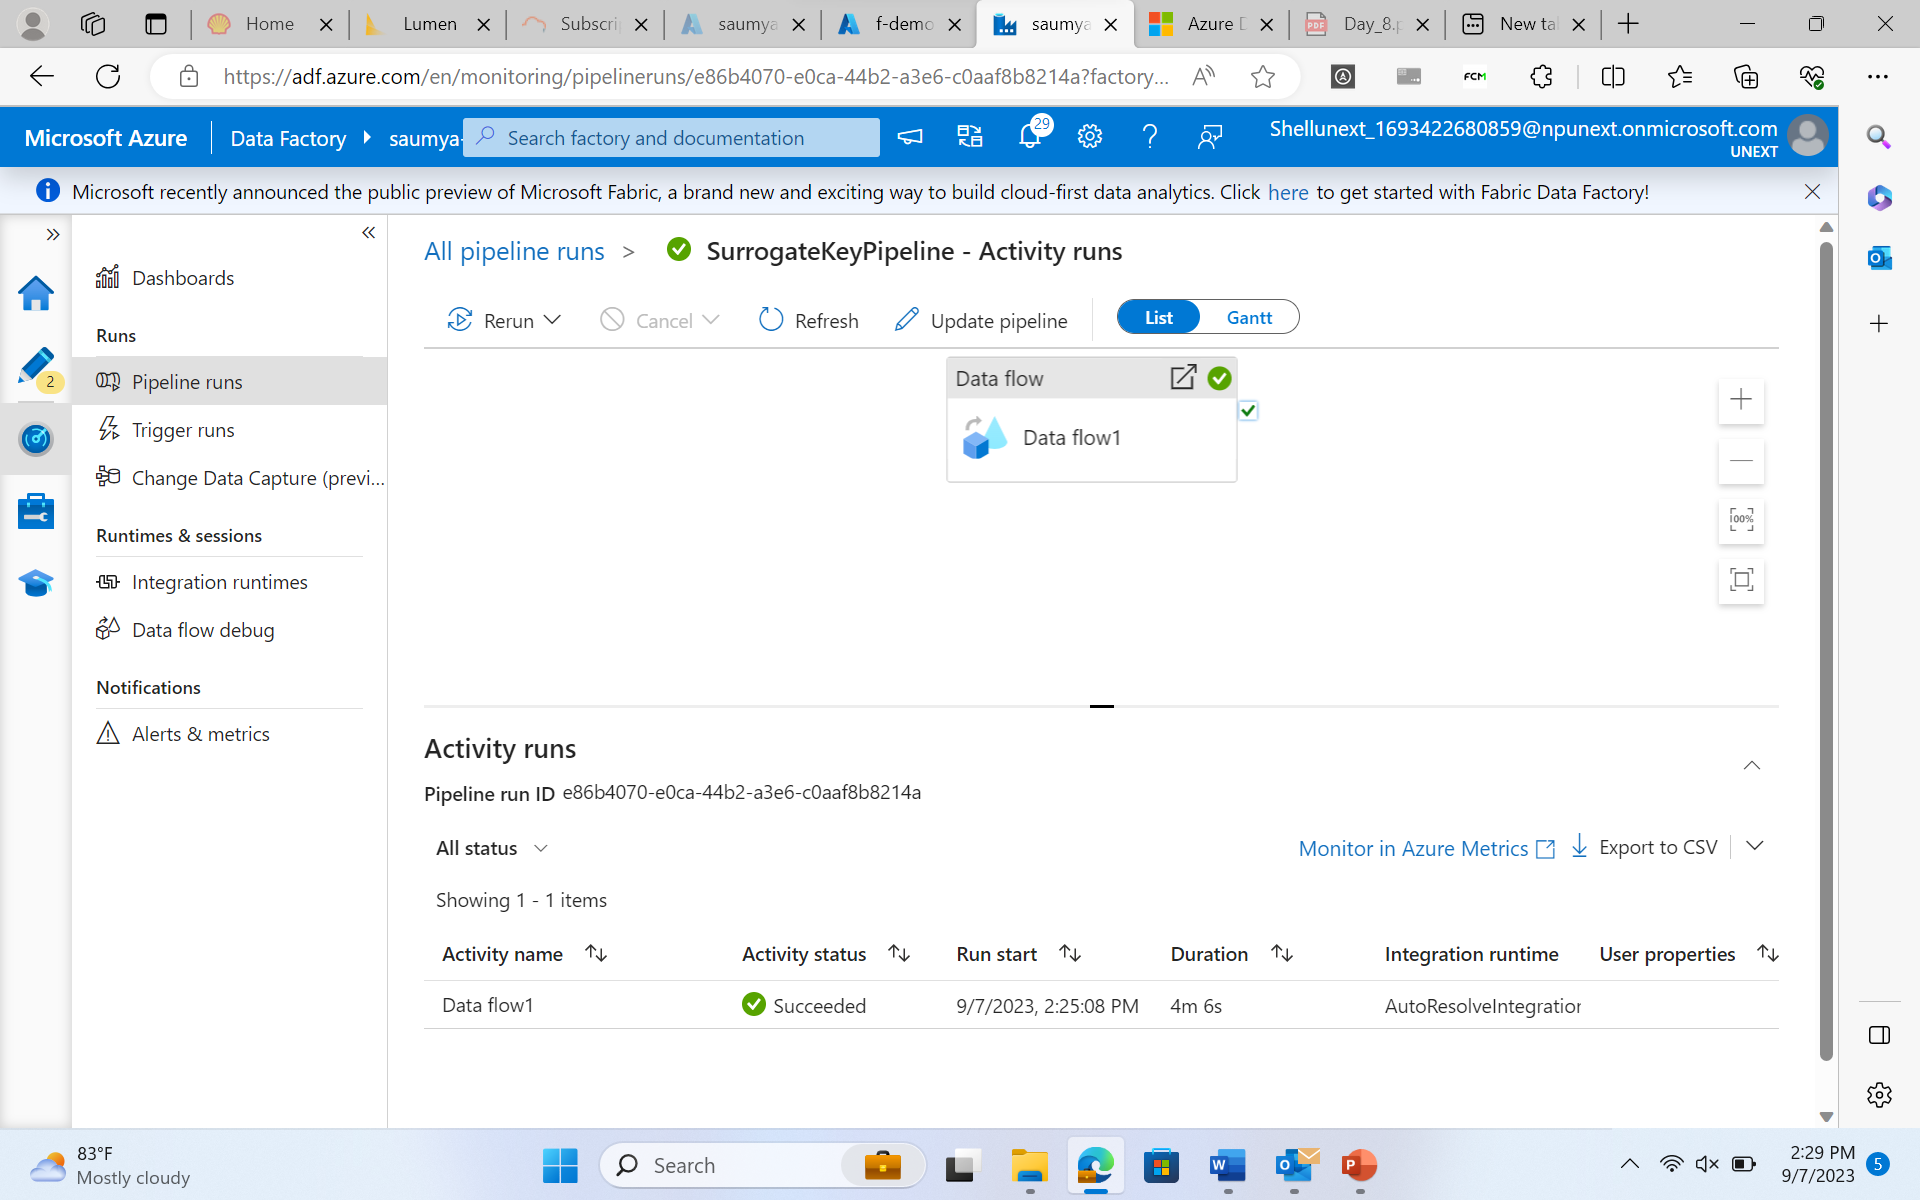 Home
Lumen
Subscri
saumya
f-demo
saumya
Azure D
Day_8.p
New ta
https://adf.azure.com/en/monitoring/pipelineruns/e86b4070-e0ca-44b2-a3e6-c0aaf8b8214a?factory...
FCM
Microsoft Azure
Data Factory
saumya-
Search factory and documentation
29
Shellunext_1693422680859@npunext.onmicrosoft.com
UNEXT
Microsoft recently announced the public preview of Microsoft Fabric, a brand new and exciting way to build cloud-first data analytics. Click here to get started with Fabric Data Factory!
2
Dashboards
Runs
Pipeline runs
Trigger runs
Change Data Capture (previ...
Runtimes & sessions
Integration runtimes
Data flow debug
Notifications
Alerts & metrics
All pipeline runs > SurrogateKeyPipeline - Activity runs
Rerun
Cancel
Refresh
Update pipeline
List
Gantt
Data flow
Data flow1
100%
Activity runs
Pipeline run ID e86b4070-e0ca-44b2-a3e6-c0aaf8b8214a
All status
Monitor in Azure Metrics
Export to CSV
Showing 1 - 1 items
Activity name
Activity status
Run start
Duration
Integration runtime
User properties
Data flow1
Succeeded
9/7/2023, 2:25:08 PM
4m 6s
AutoResolveIntegration
83°F
Mostly cloudy
Search
2:29 PM
9/7/2023
5